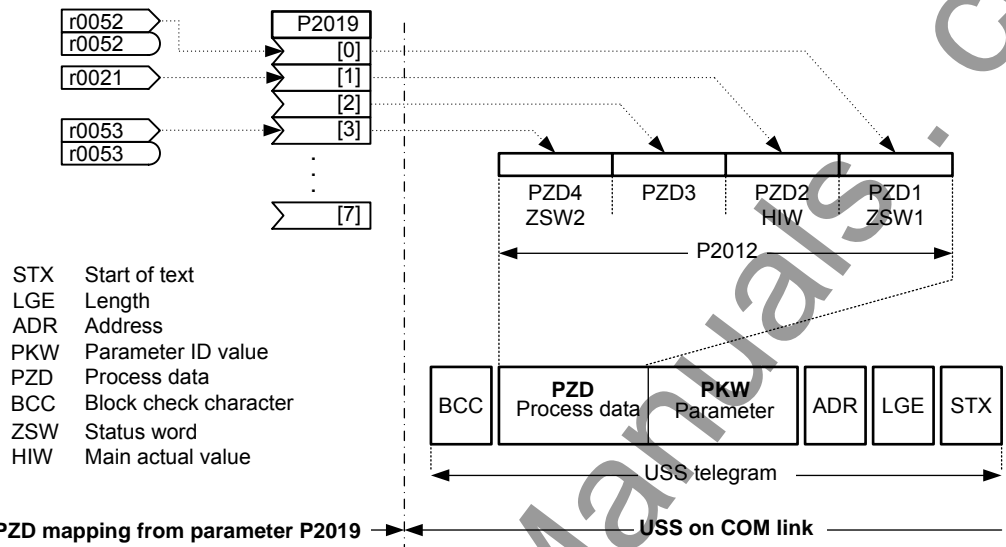 r0052
r0052
r0021
r0053
r0053
P2019
[0]
[1]
[2]
[3]
[7]
PZD4
ZSW2
PZD3
PZD2
HIW
PZD1
ZSW1
P2012
STX Start of text
LGE Length
ADR Address
PKW Parameter ID value
PZD Process data
BCC Block check character
ZSW Status word
HIW Main actual value
BCC
PZD
Process data
PKW
Parameter
ADR
LGE
STX
USS telegram
PZD mapping from parameter P2019
USS on COM link
Manuals . c